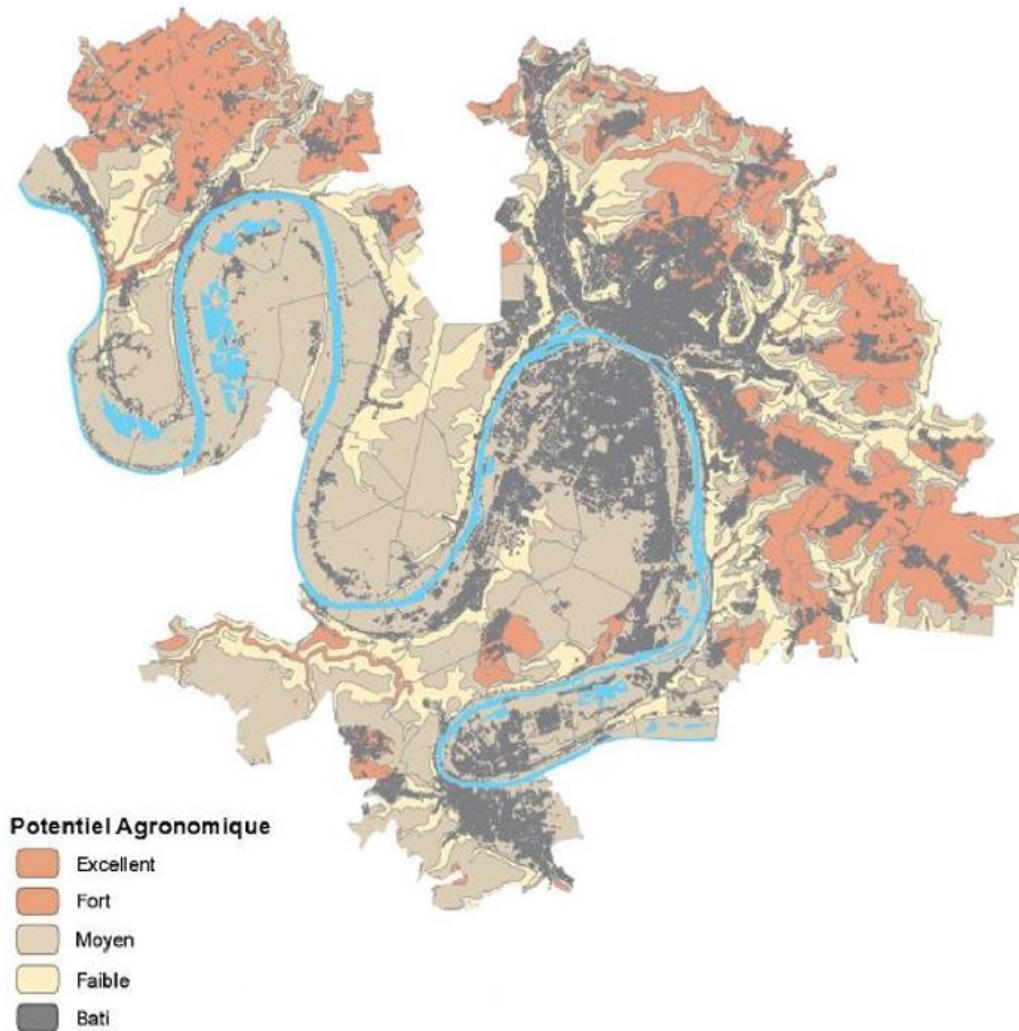 Potentiel Agronomique
Excellent
Fort
Moyen
Faible
Bati